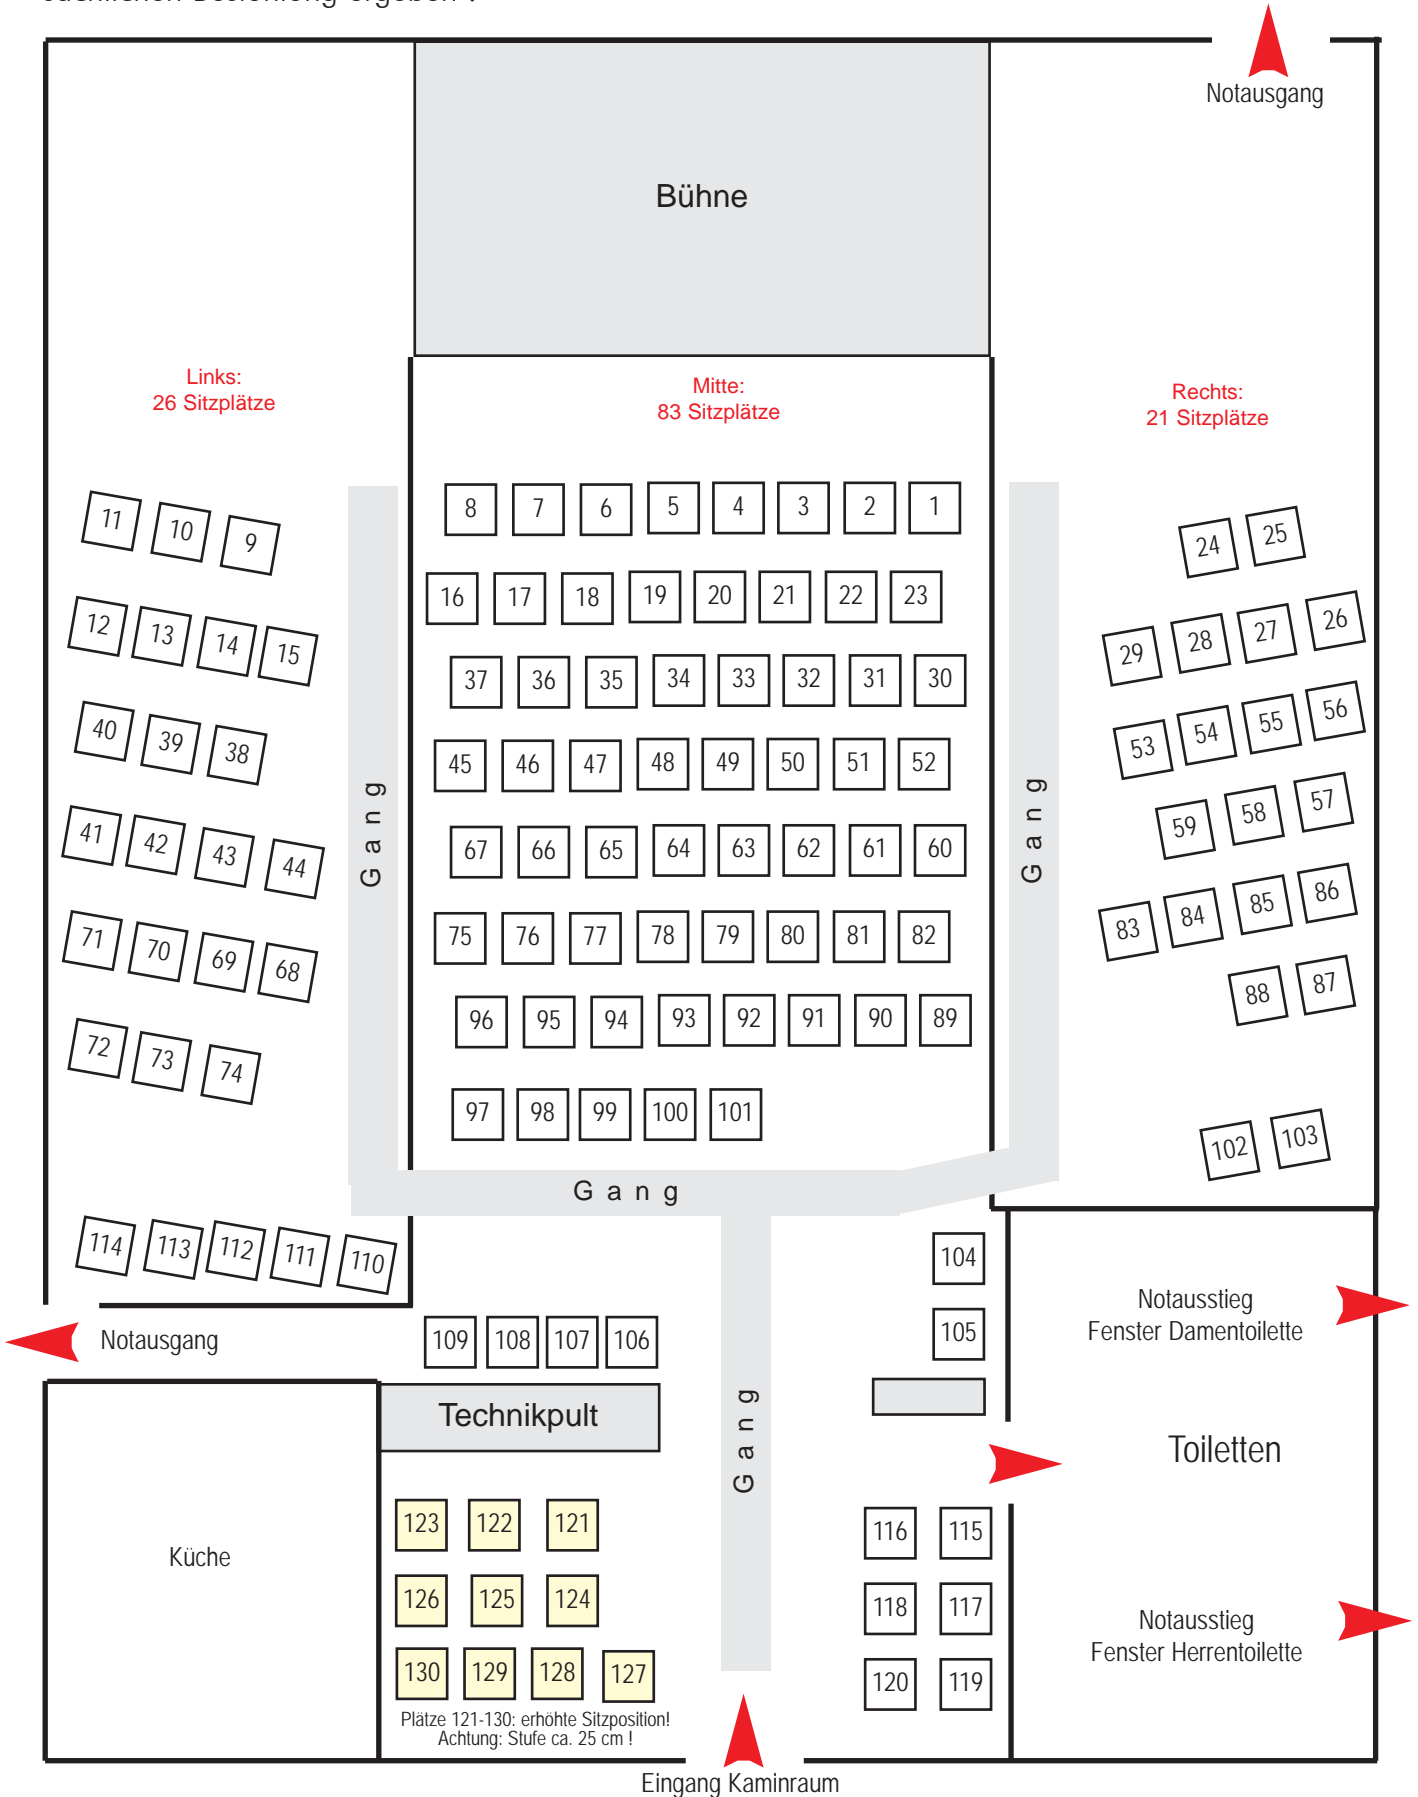 Notausgang
Bühne
Links:
26 Sitzplätze
Mitte:
83 Sitzplätze
Rechts:
21 Sitzplätze
8 7 6 5 4 3 2 1
11 10 9
24 25
16 17 18 19 20 21 22 23
12 13 14 15
29 28 27 26
37 36 35 34 33 32 31 30
40 39 38
53 54 55 56
45 46 47 48 49 50 51 52
Gang
Gang
41 42 43 44
59 58 57
67 66 65 64 63 62 61 60
71 70 69 68
83 84 85 86
75 76 77 78 79 80 81 82
88 87
96 95 94 93 92 91 90 89
72 73 74
97 98 99 100 101
102 103
Gang
114 113 112 111 110
104
105
Notausstieg
Fenster Damentoilette
Notausgang
109 108 107 106
Technikpult
Gang
Toiletten
123 122 121
116 115
Küche
126 125 124
118 117
Notausstieg
Fenster Herrentoilette
130 129 128 127
120 119
Plätze 121-130: erhöhte Sitzposition!
Achtung: Stufe ca. 25 cm !
Eingang Kaminraum